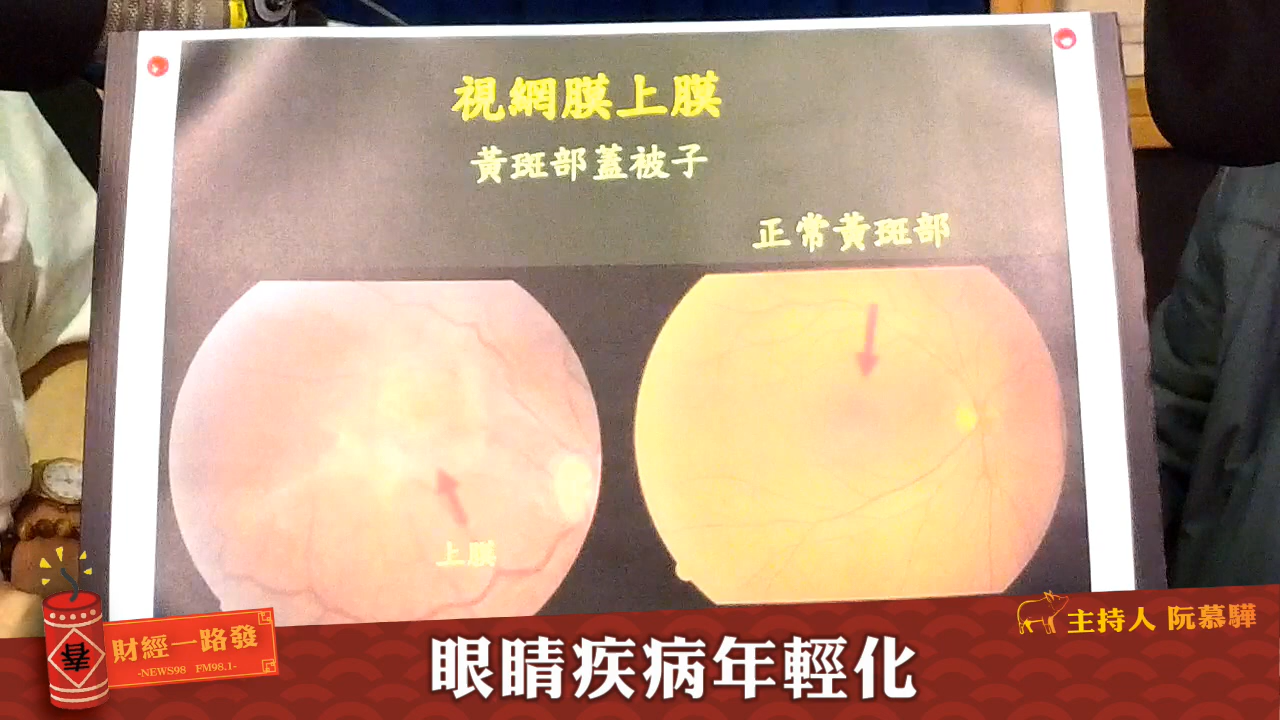 視網膜上膜
黃斑部蓋被子
正常黃斑部
上膜
春
財經一路發
-NEWS98 FM98.1-
主持人 阮慕驊
眼睛疾病年輕化